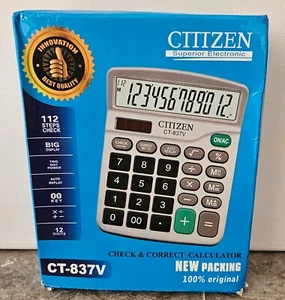 INNOVATION
BEST QUALITY
CITIZEN
Superior Electronic
112
STEPS
CHECK
BIG
DISPLAY
TWO
WAY
POWER
AUTO
REPLAY
00
KEY
× ÷
+ -
12
DIGITS
12
M
123456789012.
CITIZEN
CT-837V
ON/AC
7 8 9
4 5 6
1 2 3
0 00 .
CHECK & CORRECT CALCULATOR
CT-837V
NEW PACKING
100% original